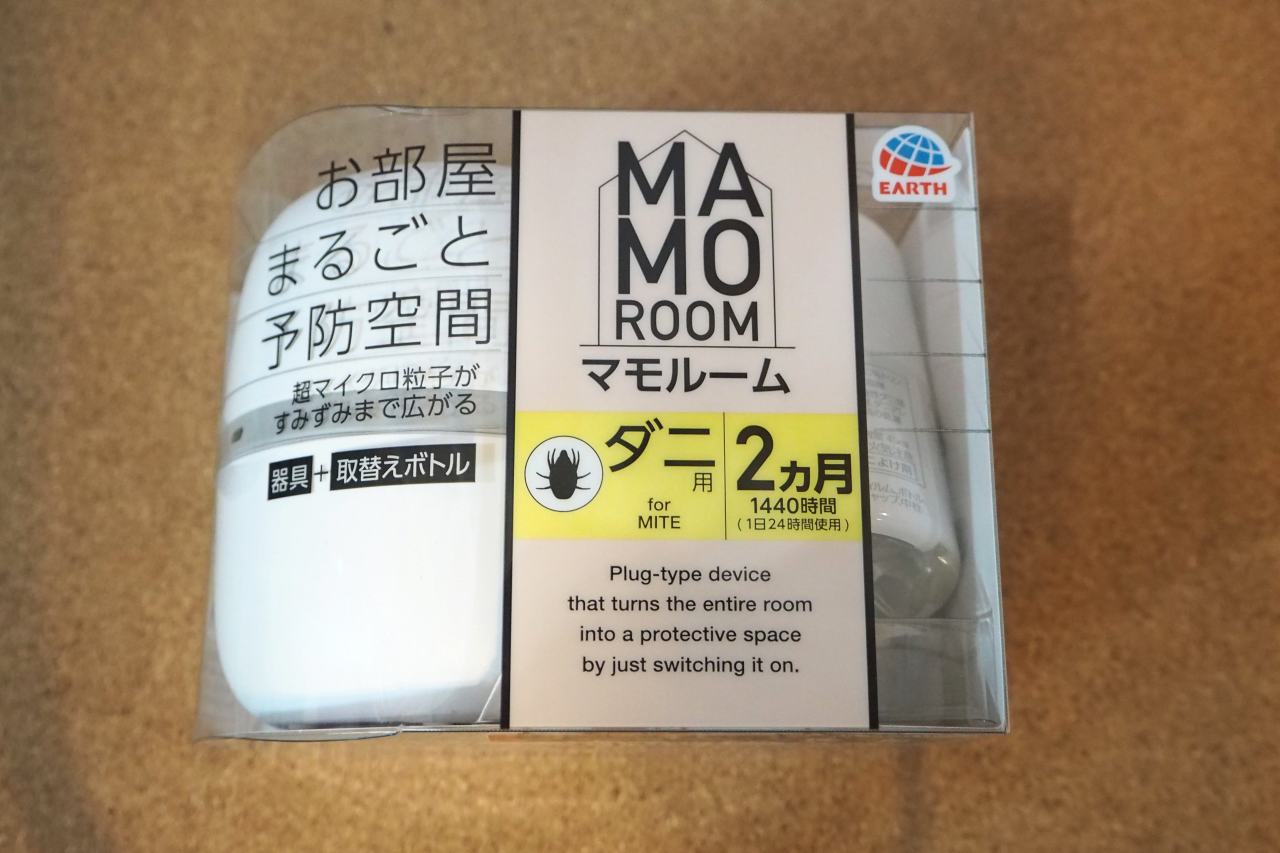 お部屋
まるごと
予防空間
超マイクロ粒子が
すみずみまで広がる
器具+取替えボトル
MA
MO
ROOM
マモルーム
ダニ用
for
MITE
2ヵ月
1440時間
(1日24時間使用)
Plug-type device
that turns the entire room
into a protective space
by just switching it on.
EARTH